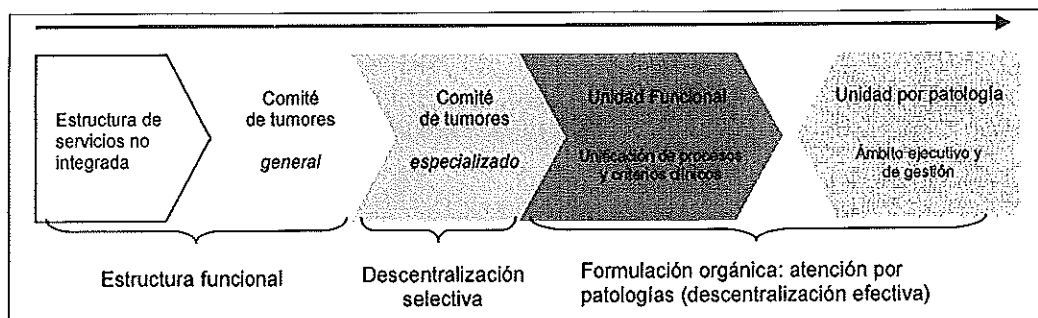 Estructura de
servicios no
integrada
Comité
de tumores
general
Comité
de tumores
especializado
Unidad Funcional
Unificación de procesos
y criterios clínicos
Unidad por patología
Ámbito ejecutivo y
de gestión
Estructura funcional
Descentralización
selectiva
Formulación orgánica: atención por
patologías (descentralización efectiva)